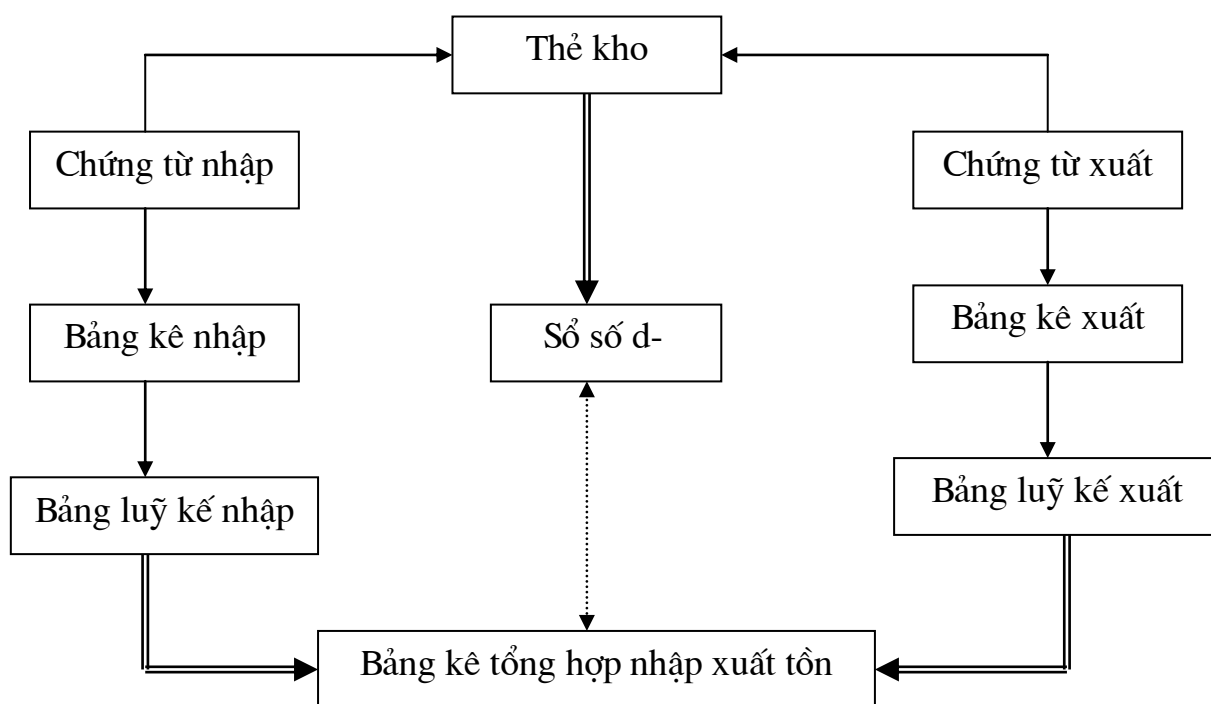 Thẻ kho
Chứng từ nhập
Chứng từ xuất
Bảng kê nhập
Sổ số d-
Bảng kê xuất
Bảng luỹ kế nhập
Bảng luỹ kế xuất
Bảng kê tổng hợp nhập xuất tồn